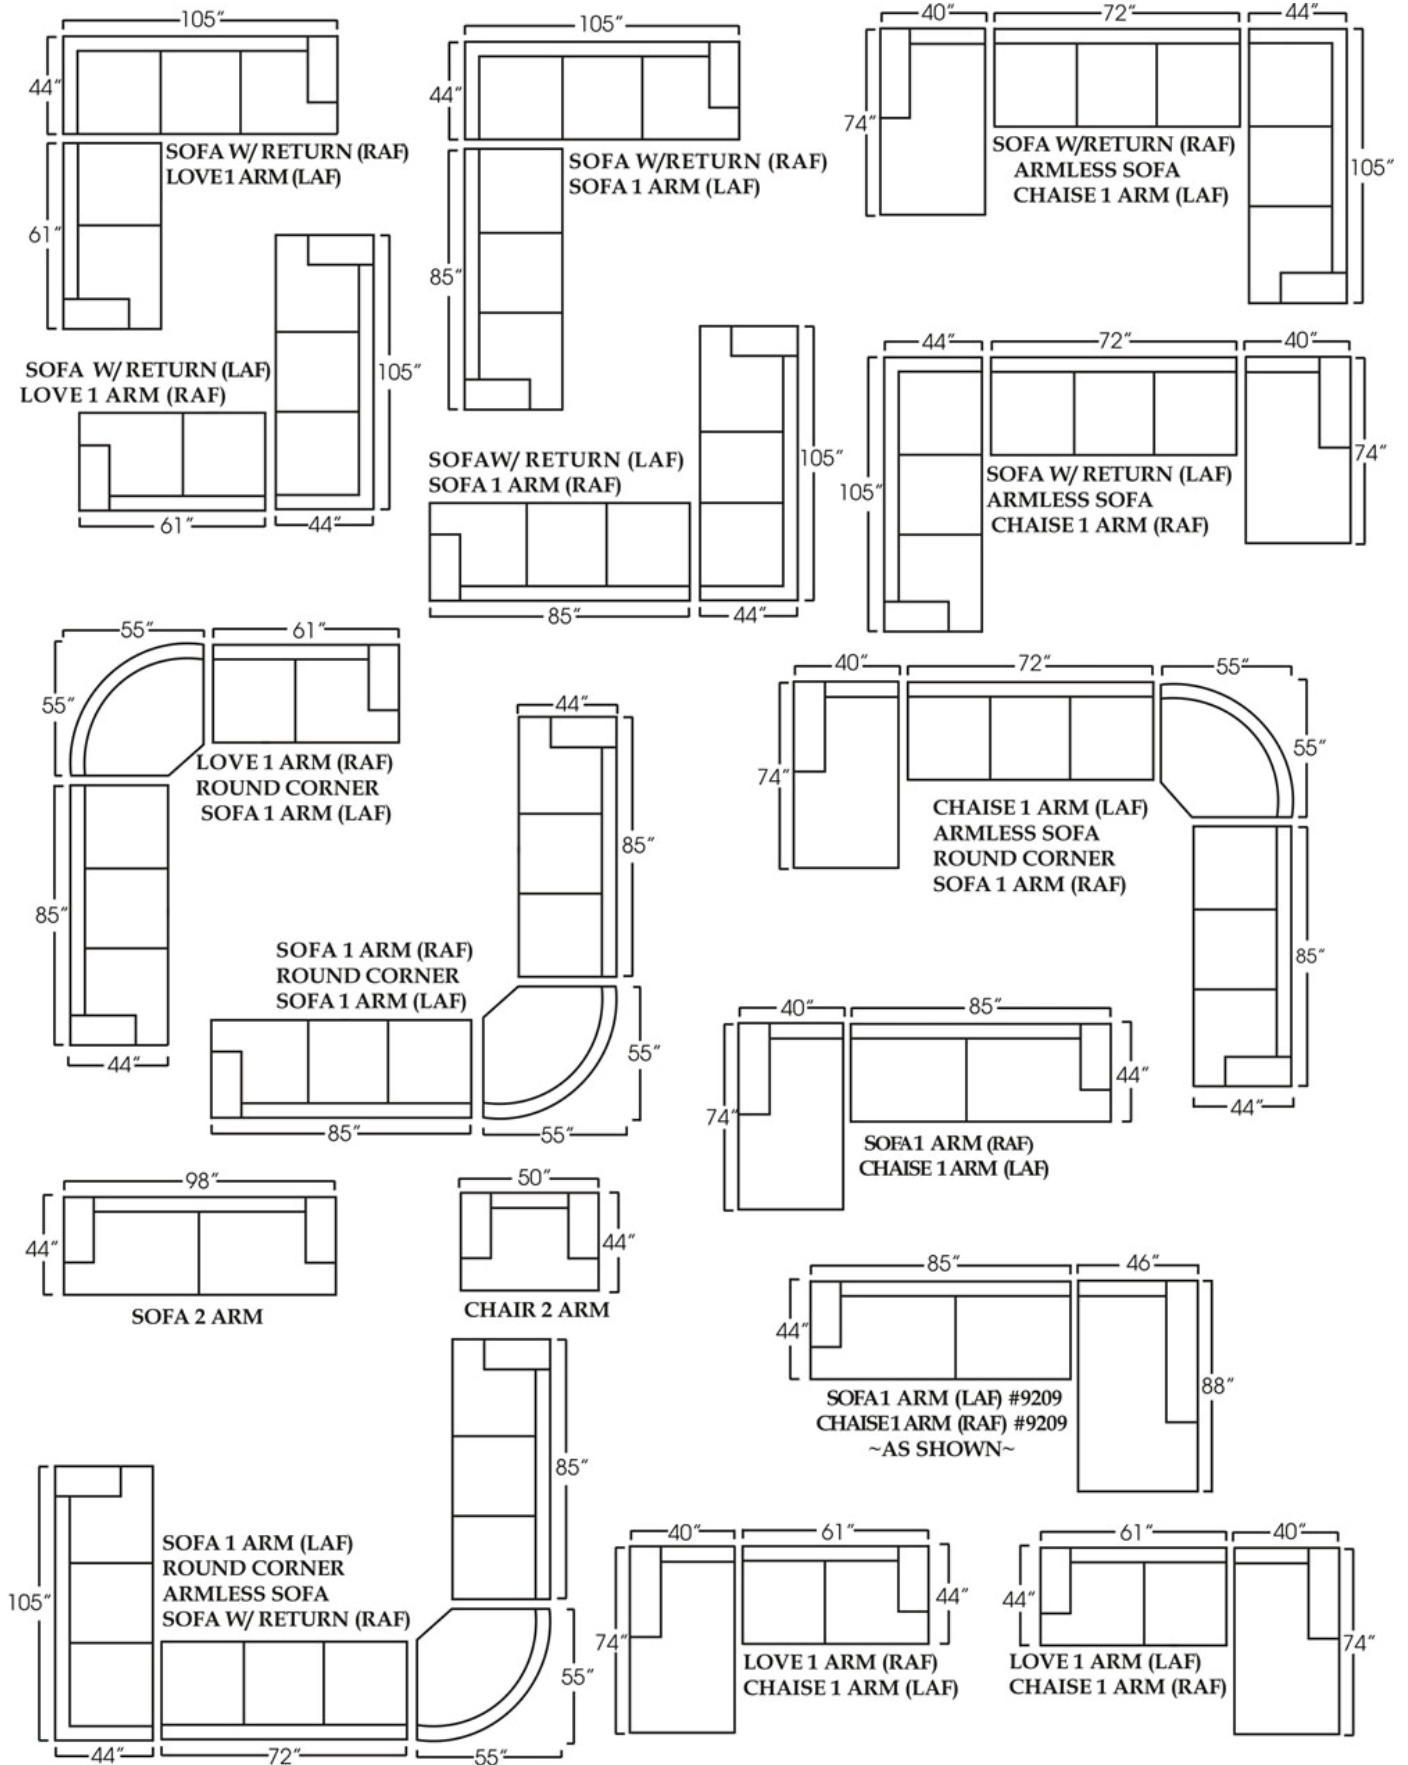 105″
44″
SOFA W/ RETURN (RAF)
LOVE 1 ARM (LAF)
61″
SOFA W/ RETURN (LAF)
LOVE 1 ARM (RAF)
105″
61″
44″
105″
44″
SOFA W/RETURN (RAF)
SOFA 1 ARM (LAF)
85″
SOFAW/ RETURN (LAF)
SOFA 1 ARM (RAF)
105″
85″
44″
40″
72″
44″
74″
SOFA W/RETURN (RAF)
ARMLESS SOFA
CHAISE 1 ARM (LAF)
105″
44″
72″
40″
105″
SOFA W/ RETURN (LAF)
ARMLESS SOFA
CHAISE 1 ARM (RAF)
74″
55″
61″
55″
LOVE 1 ARM (RAF)
ROUND CORNER
SOFA 1 ARM (LAF)
85″
44″
44″
85″
SOFA 1 ARM (RAF)
ROUND CORNER
SOFA 1 ARM (LAF)
55″
85″
55″
40″
72″
55″
74″
55″
CHAISE 1 ARM (LAF)
ARMLESS SOFA
ROUND CORNER
SOFA 1 ARM (RAF)
85″
44″
40″
85″
74″
44″
SOFA1 ARM (RAF)
CHAISE 1 ARM (LAF)
98″
44″
SOFA 2 ARM
50″
44″
CHAIR 2 ARM
85″
46″
44″
88″
SOFA1 ARM (LAF) #9209
CHAISE1 ARM (RAF) #9209
~AS SHOWN~
85″
105″
SOFA 1 ARM (LAF)
ROUND CORNER
ARMLESS SOFA
SOFA W/ RETURN (RAF)
55″
44″
72″
55″
40″
61″
74″
44″
LOVE 1 ARM (RAF)
CHAISE 1 ARM (LAF)
61″
40″
44″
74″
LOVE 1 ARM (LAF)
CHAISE 1 ARM (RAF)